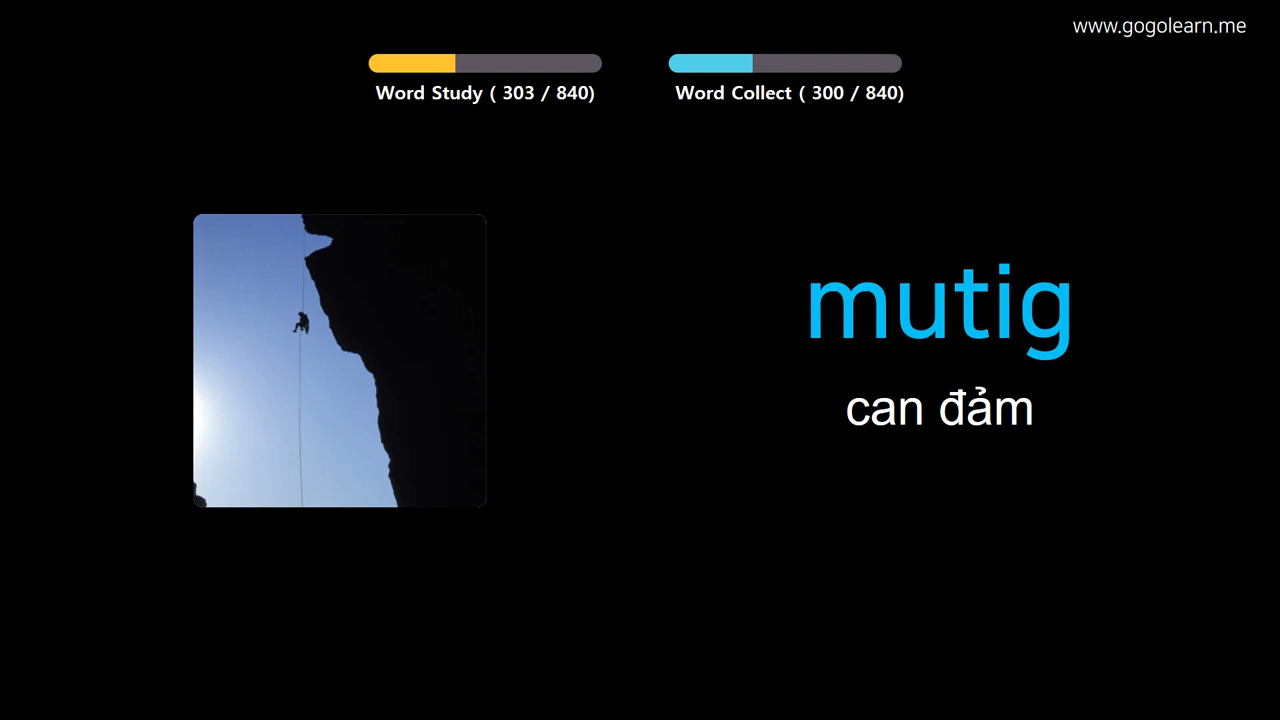 www.gogolearn.me
Word Study ( 303 / 840)
Word Collect ( 300 / 840)
mutig
can đảm